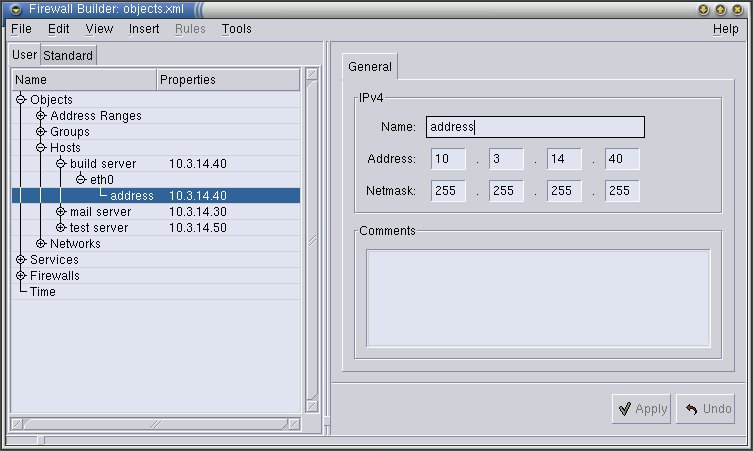 Firewall Builder: objects.xml
File Edit View Insert Rules Tools Help
User Standard
Name Properties
Objects
Address Ranges
Groups
Hosts
build server 10.3.14.40
eth0
address 10.3.14.40
mail server 10.3.14.30
test server 10.3.14.50
Networks
Services
Firewalls
Time
General
IPv4
Name: address
Address: 10 . 3 . 14 . 40
Netmask: 255 . 255 . 255 . 255
Comments
Apply Undo